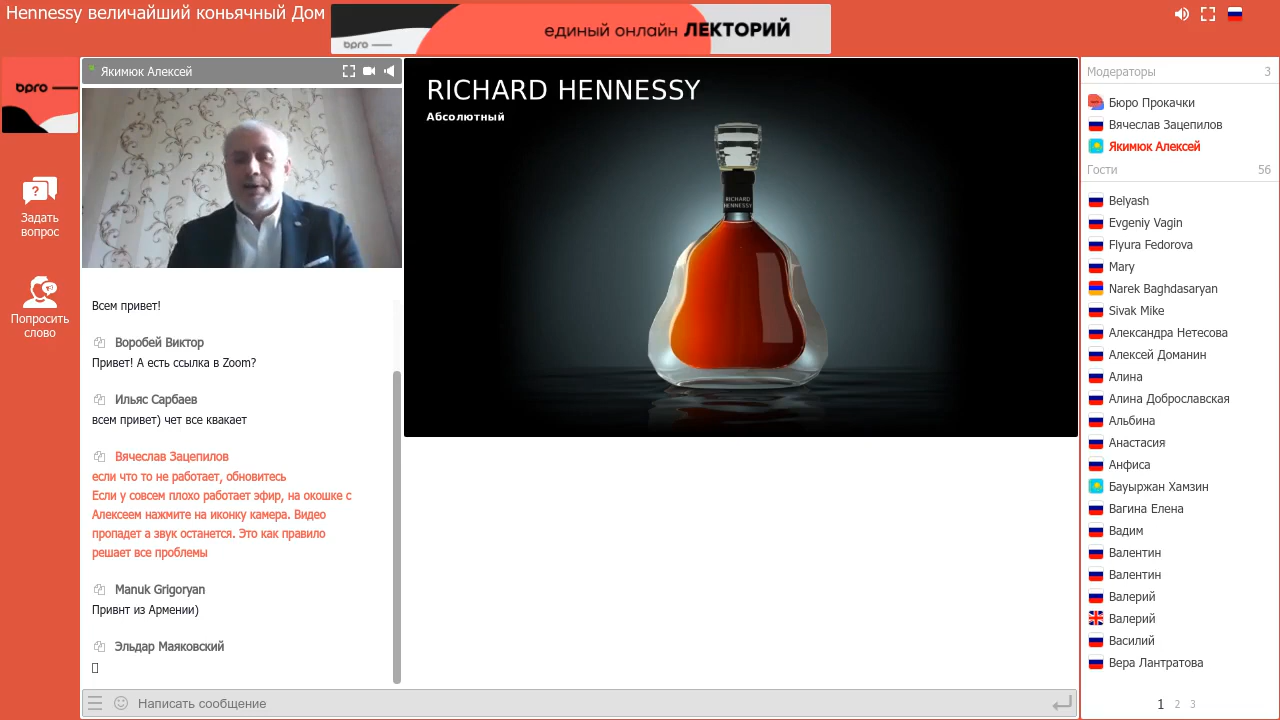 Hennessy величайший коньячный Дом
bpro
единый онлайн ЛЕКТОРИЙ
bpro
Задать
вопрос
Попросить
слово
Якимюк Алексей
Всем привет!
Воробей Виктор
Привет! А есть ссылка в Zoom?
Ильяс Сарбаев
всем привет) чет все квакает
Вячеслав Зацепилов
если что то не работает, обновитесь
Если у совсем плохо работает эфир, на окошке с
Алексеем нажмите на иконку камера. Видео
пропадет а звук останется. Это как правило
решает все проблемы
Manuk Grigoryan
Привнт из Армении)
Эльдар Маяковский
Написать сообщение
RICHARD HENNESSY
Абсолютный
RICHARD
HENNESSY
Модераторы 3
Бюро Прокачки
Вячеслав Зацепилов
Якимюк Алексей
Гости 56
Belyash
Evgeniy Vagin
Flyura Fedorova
Mary
Narek Baghdasaryan
Sivak Mike
Александра Нетесова
Алексей Доманин
Алина
Алина Доброславская
Альбина
Анастасия
Анфиса
Бауыржан Хамзин
Вагина Елена
Вадим
Валентин
Валентин
Валерий
Валерий
Василий
Вера Лантратова
1 2 3